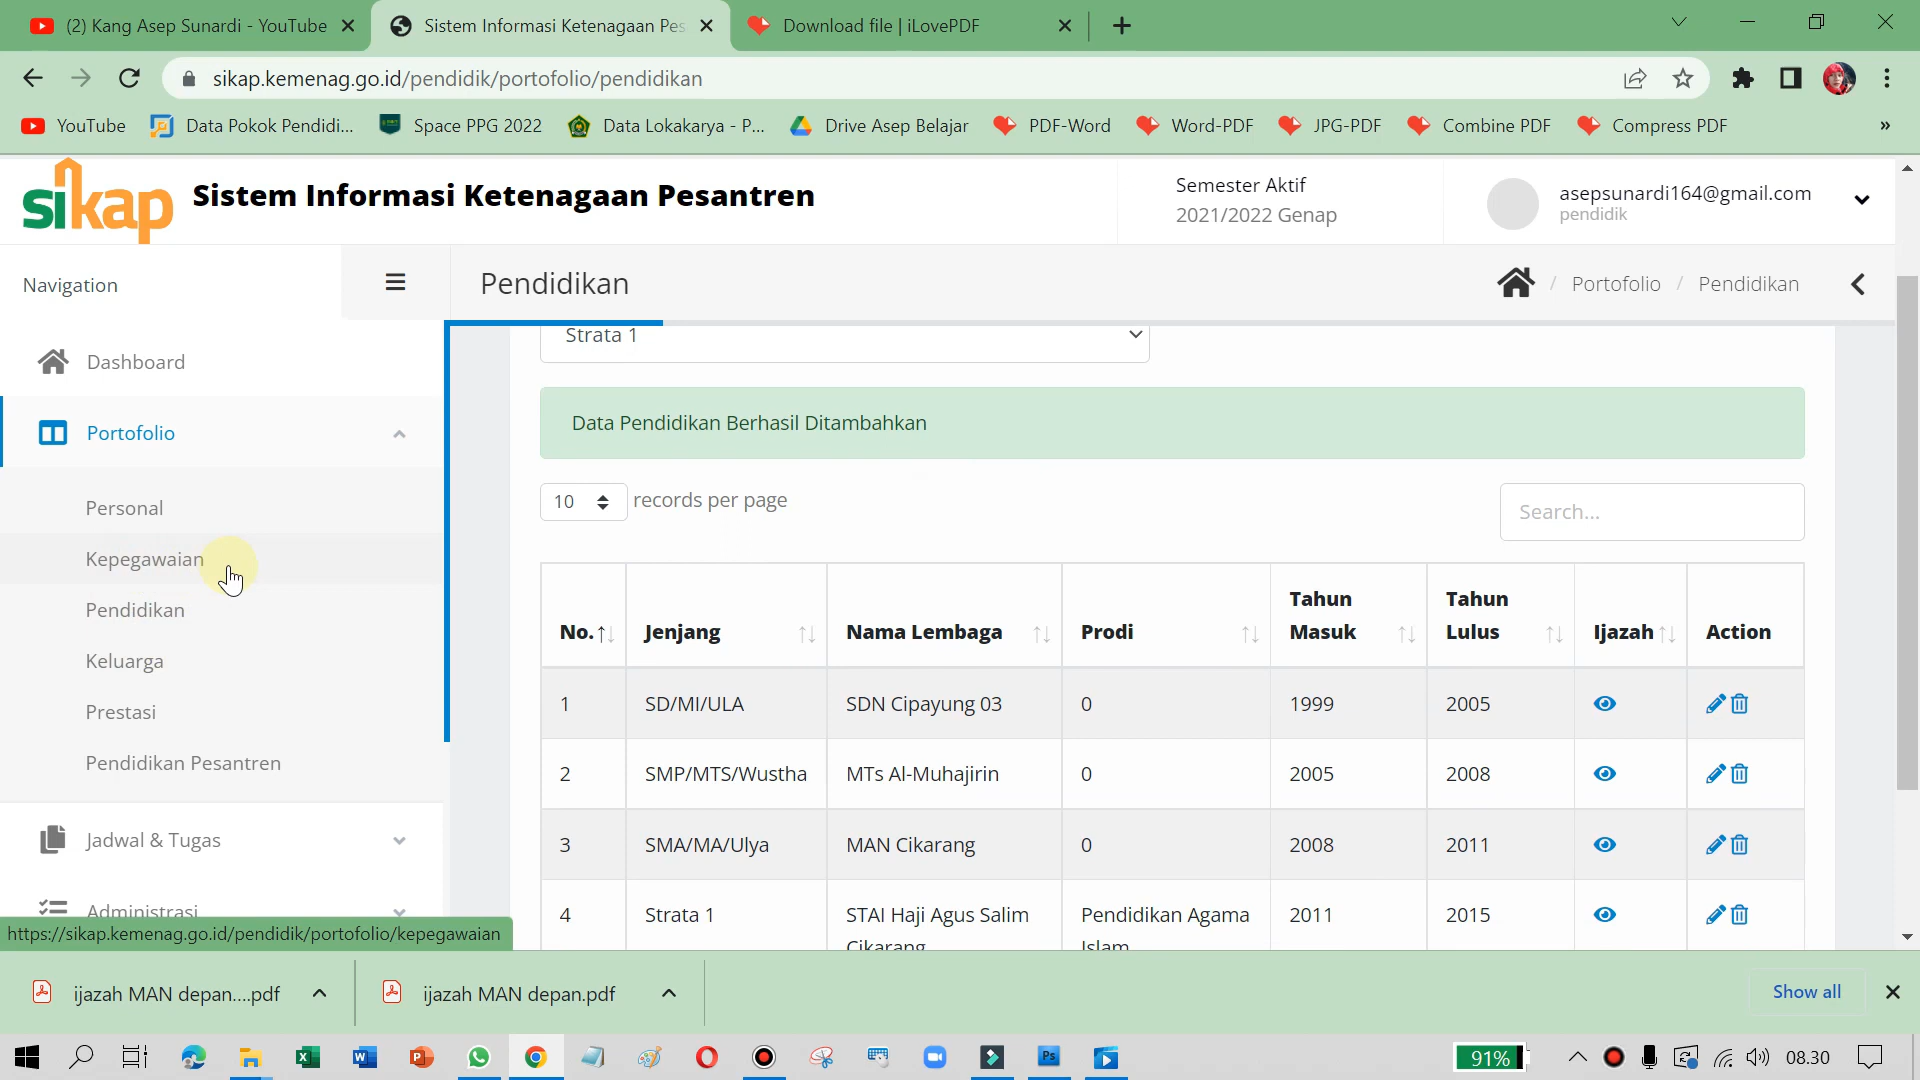 (2) Kang Asep Sunardi - YouTube
Sistem Informasi Ketenagaan Pes
Download file | iLovePDF
sikap.kemenag.go.id/pendidik/portofolio/pendidikan
YouTube
Data Pokok Pendidi...
Space PPG 2022
Data Lokakarya - P...
Drive Asep Belajar
PDF-Word
Word-PDF
JPG-PDF
Combine PDF
Compress PDF
»
sikap
Sistem Informasi Ketenagaan Pesantren
Semester Aktif
2021/2022 Genap
asepsunardi164@gmail.com
pendidik
Navigation
Pendidikan
/ Portofolio / Pendidikan
Dashboard
Portofolio
Personal
Kepegawaian
Pendidikan
Keluarga
Prestasi
Pendidikan Pesantren
Jadwal & Tugas
Administrasi
Strata 1
Data Pendidikan Berhasil Ditambahkan
10 records per page
Search...
No. Jenjang Nama Lembaga Prodi Tahun Masuk Tahun Lulus Ijazah Action
1 SD/MI/ULA SDN Cipayung 03 0 1999 2005
2 SMP/MTS/Wustha MTs Al-Muhajirin 0 2005 2008
3 SMA/MA/Ulya MAN Cikarang 0 2008 2011
4 Strata 1 STAI Haji Agus Salim Cikarang Pendidikan Agama Islam 2011 2015
https://sikap.kemenag.go.id/pendidik/portofolio/kepegawaian
ijazah MAN depan....pdf
ijazah MAN depan.pdf
Show all
91%
08.30